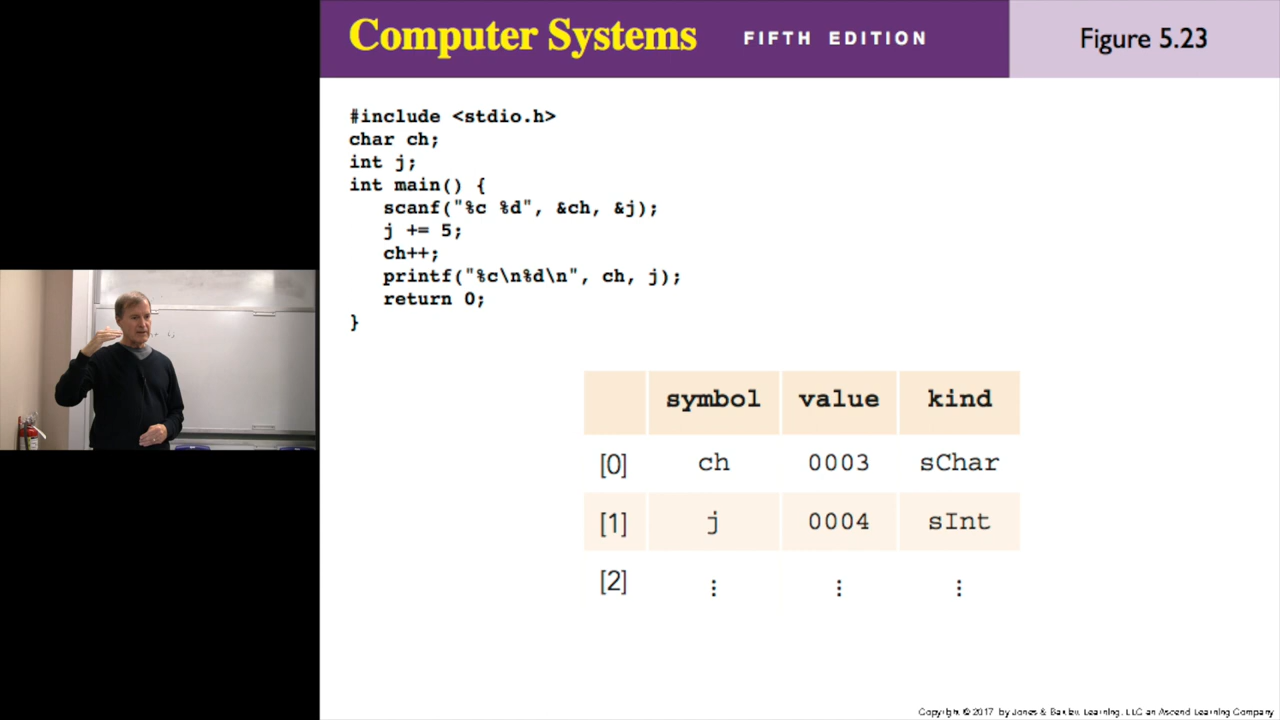 Computer Systems FIFTH EDITION Figure 5.23
#include <stdio.h>
char ch;
int j;
int main() {
scanf("%c %d", &ch, &j);
j += 5;
ch++;
printf("%c\n%d\n", ch, j);
return 0;
}
symbol value kind
[0] ch 0003 sChar
[1] j 0004 sInt
[2] ⋮ ⋮ ⋮
Copyright © 2017 by Jones & Bartlett Learning, LLC an Ascend Learning Company